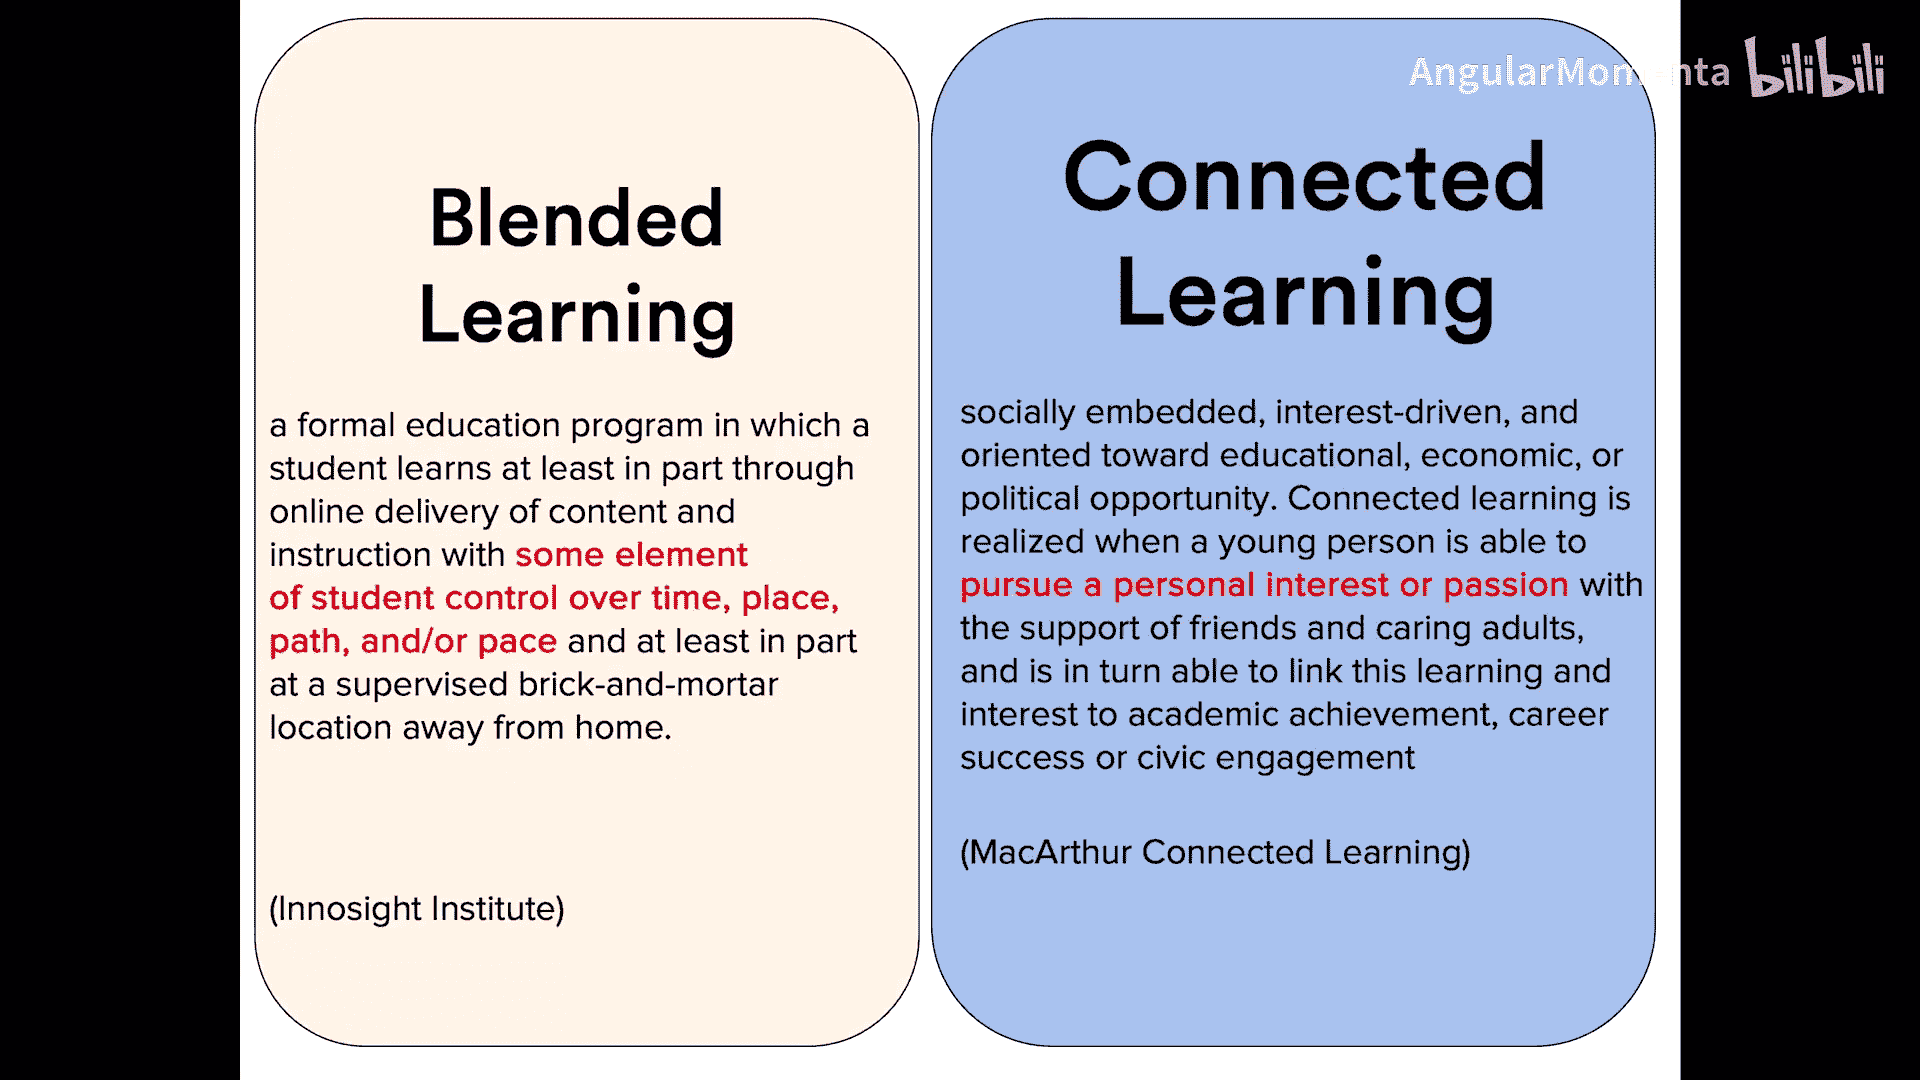 AngularMomenta bilibili
Blended
Learning
a formal education program in which a
student learns at least in part through
online delivery of content and
instruction with some element
of student control over time, place,
path, and/or pace and at least in part
at a supervised brick-and-mortar
location away from home.
(Innosight Institute)
Connected
Learning
socially embedded, interest-driven, and
oriented toward educational, economic, or
political opportunity. Connected learning is
realized when a young person is able to
pursue a personal interest or passion with
the support of friends and caring adults,
and is in turn able to link this learning and
interest to academic achievement, career
success or civic engagement
(MacArthur Connected Learning)